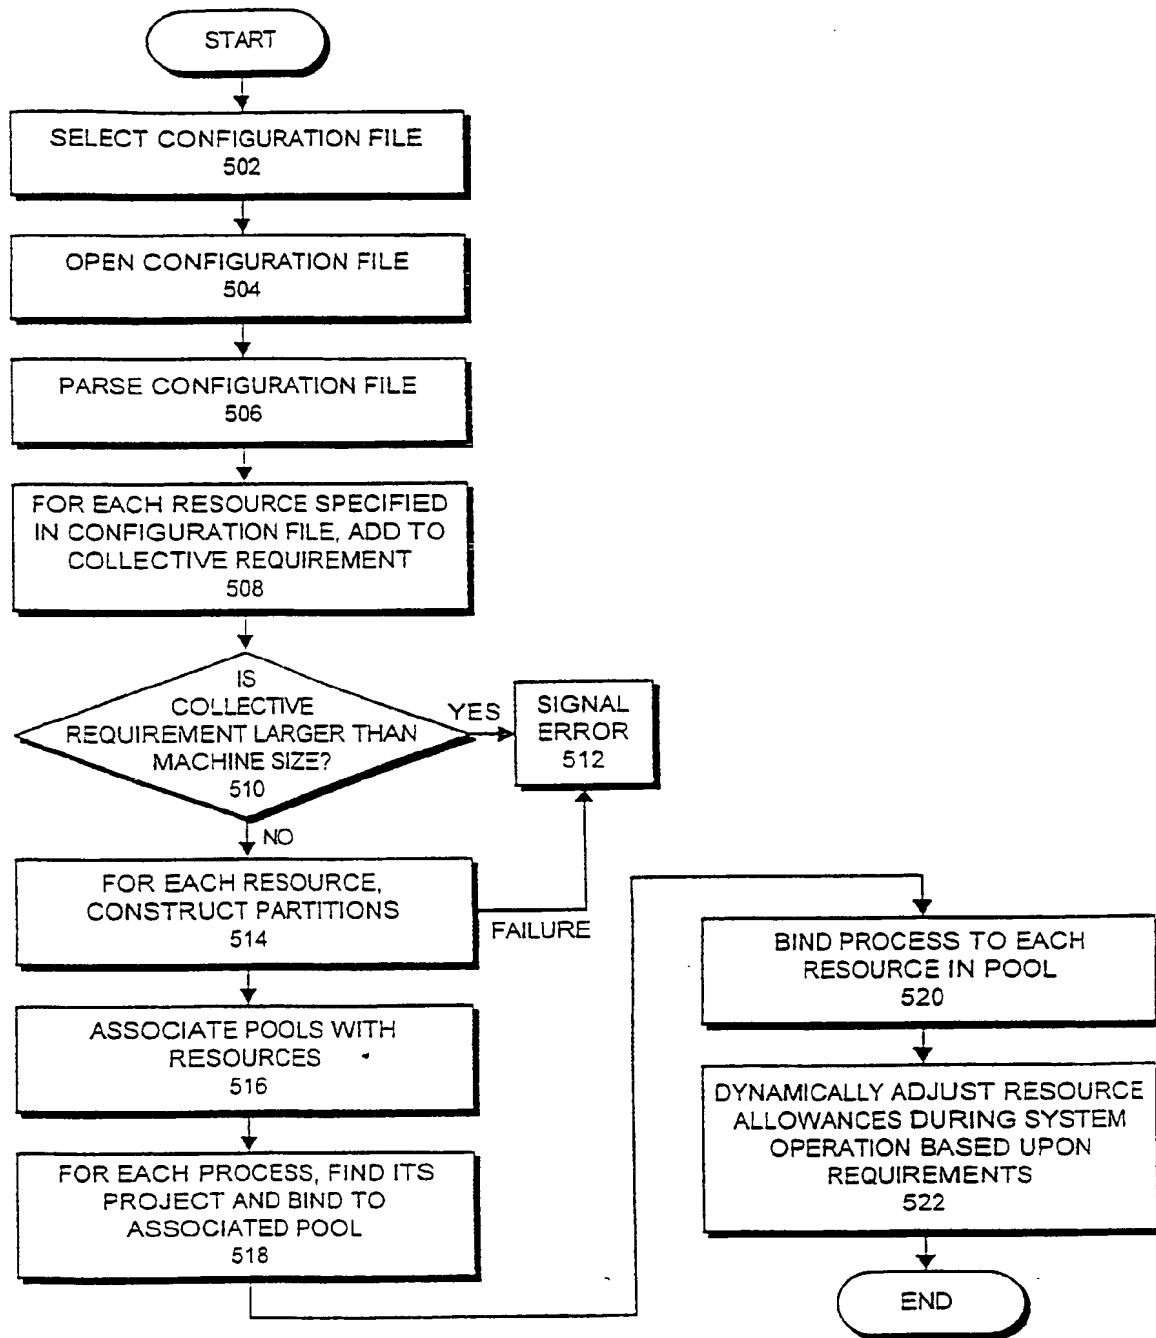 START
SELECT CONFIGURATION FILE
502
OPEN CONFIGURATION FILE
504
PARSE CONFIGURATION FILE
506
FOR EACH RESOURCE SPECIFIED
IN CONFIGURATION FILE, ADD TO
COLLECTIVE REQUIREMENT
508
IS
COLLECTIVE
REQUIREMENT LARGER THAN
MACHINE SIZE?
510
YES
SIGNAL
ERROR
512
NO
FOR EACH RESOURCE,
CONSTRUCT PARTITIONS
514
FAILURE
ASSOCIATE POOLS WITH
RESOURCES
516
FOR EACH PROCESS, FIND ITS
PROJECT AND BIND TO
ASSOCIATED POOL
518
BIND PROCESS TO EACH
RESOURCE IN POOL
520
DYNAMICALLY ADJUST RESOURCE
ALLOWANCES DURING SYSTEM
OPERATION BASED UPON
REQUIREMENTS
522
END